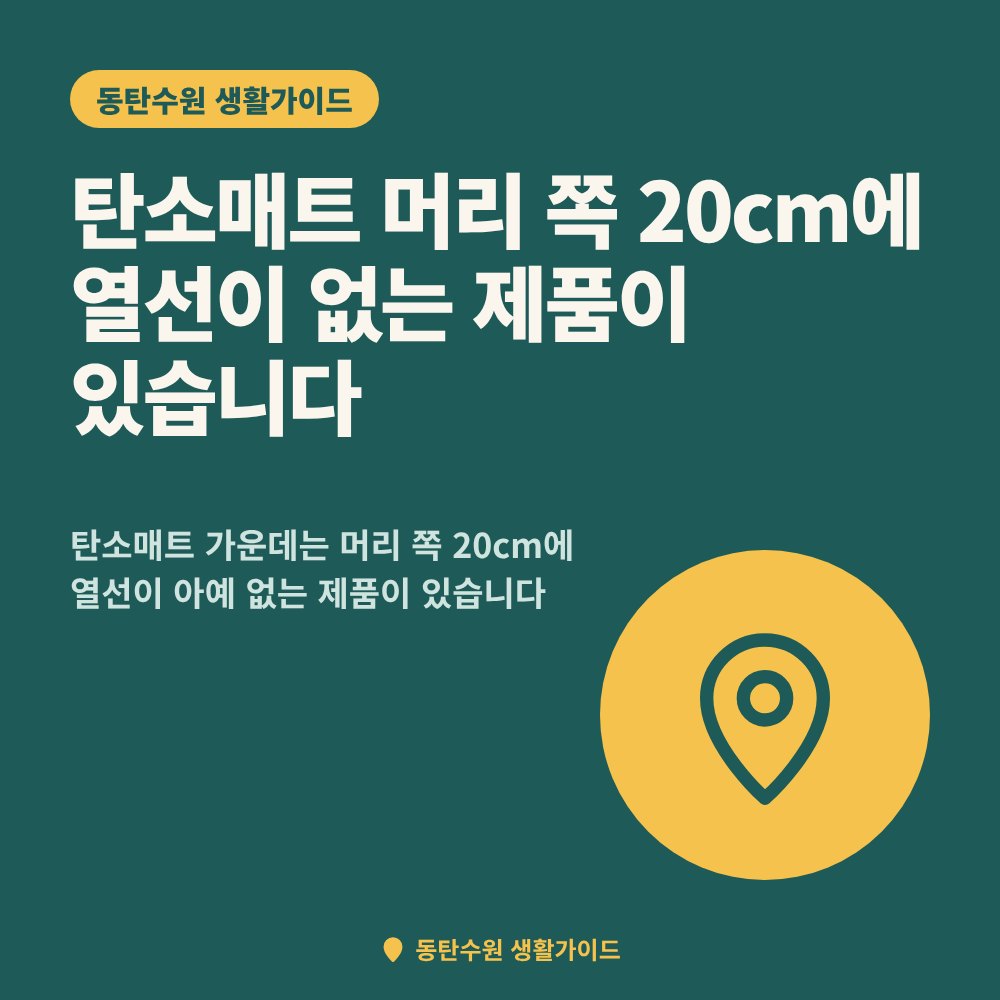 동탄수원 생활가이드
탄소매트 머리 쪽 20cm에
열선이 없는 제품이
있습니다
탄소매트 가운데는 머리 쪽 20cm에
열선이 아예 없는 제품이 있습니다
동탄수원 생활가이드